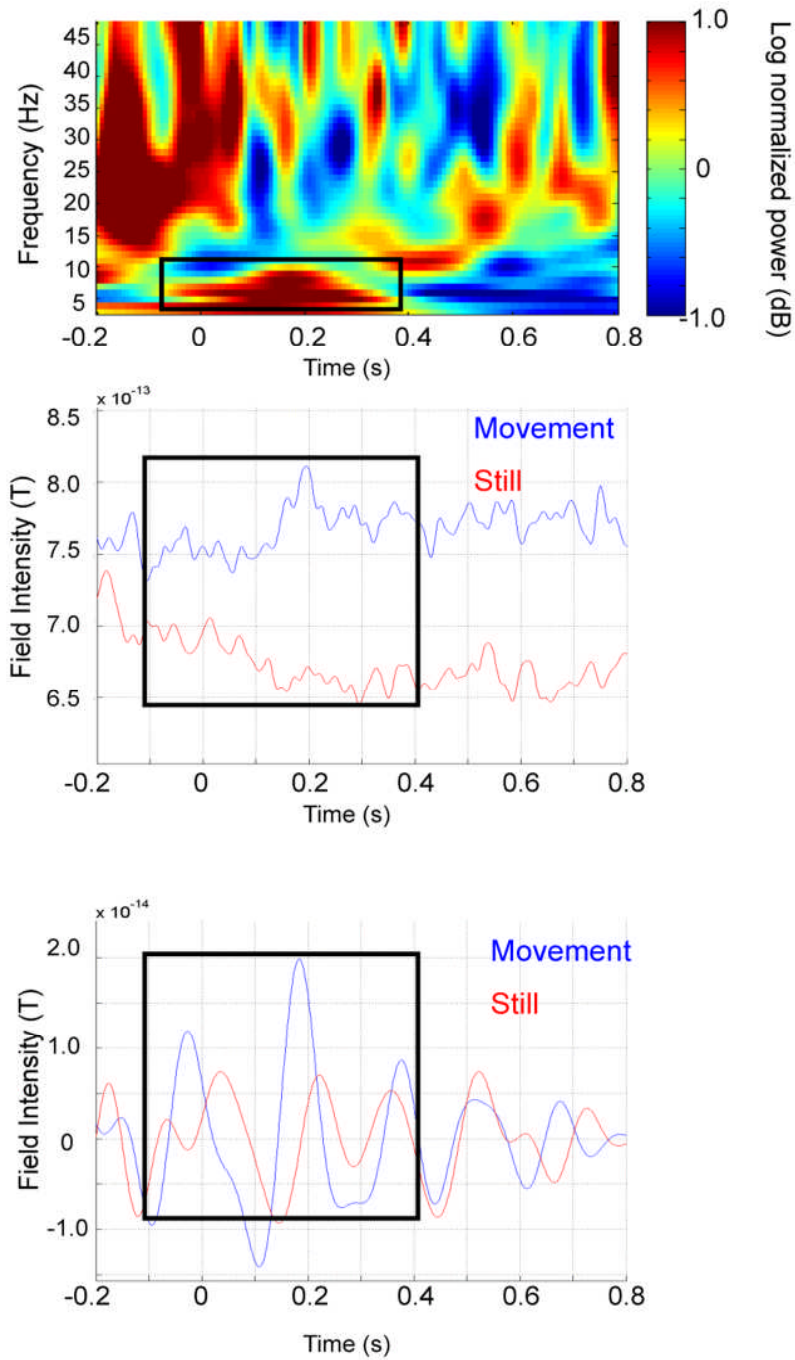 45
40
35
30
25
20
15
10
5
Frequency (Hz)
-0.2 0 0.2 0.4 0.6 0.8
Time (s)
1.0
0
-1.0
Log normalized power (dB)
x 10-13
8.5
8.0
7.5
7.0
6.5
Field Intensity (T)
Movement
Still
-0.2 0 0.2 0.4 0.6 0.8
Time (s)
x 10-14
2.0
1.0
0
-1.0
Field Intensity (T)
Movement
Still
-0.2 0 0.2 0.4 0.6 0.8
Time (s)